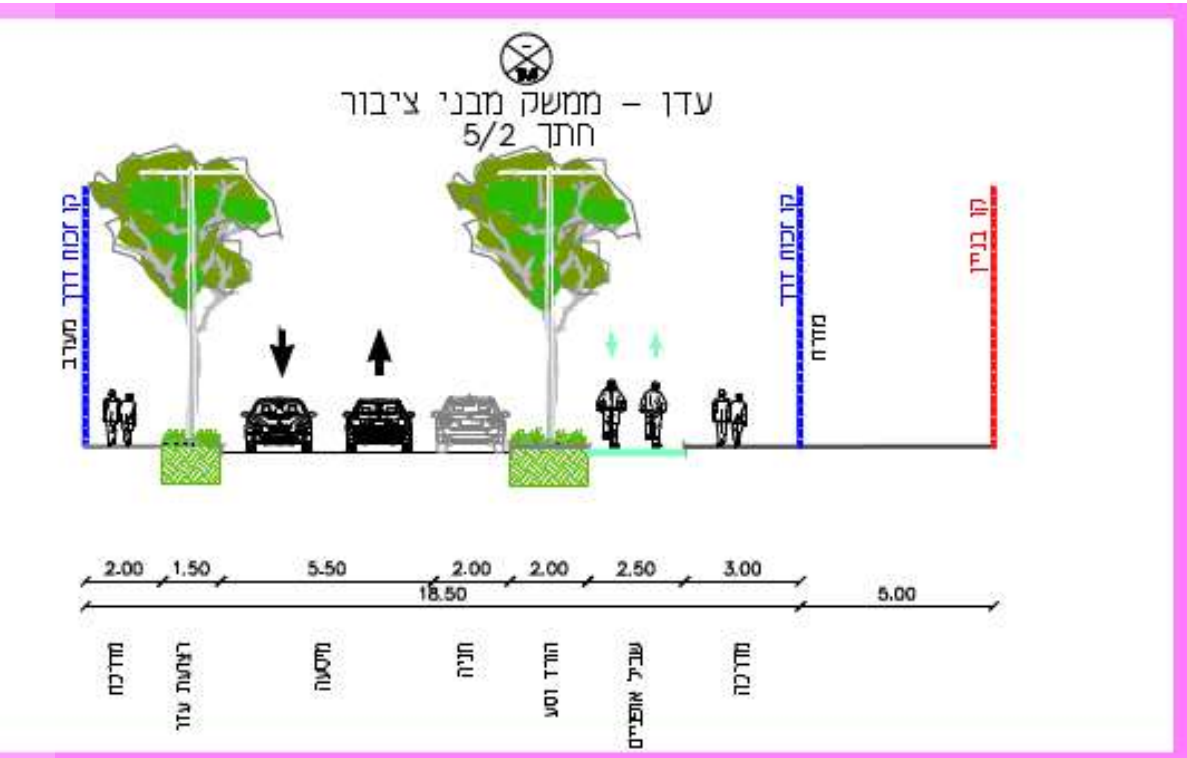 עדן – ממשק מבני ציבור
חתך 5/2
קו זכות דרך מערב
קו זכות דרך
מזרח
קו בניין
2.00 1.50 5.50 2.00 2.00 2.50 3.00
18.50 5.00
מדרכה
רצועת עזר
מיסעה
חניה
הורד וסע
שביל אופניים
מדרכה